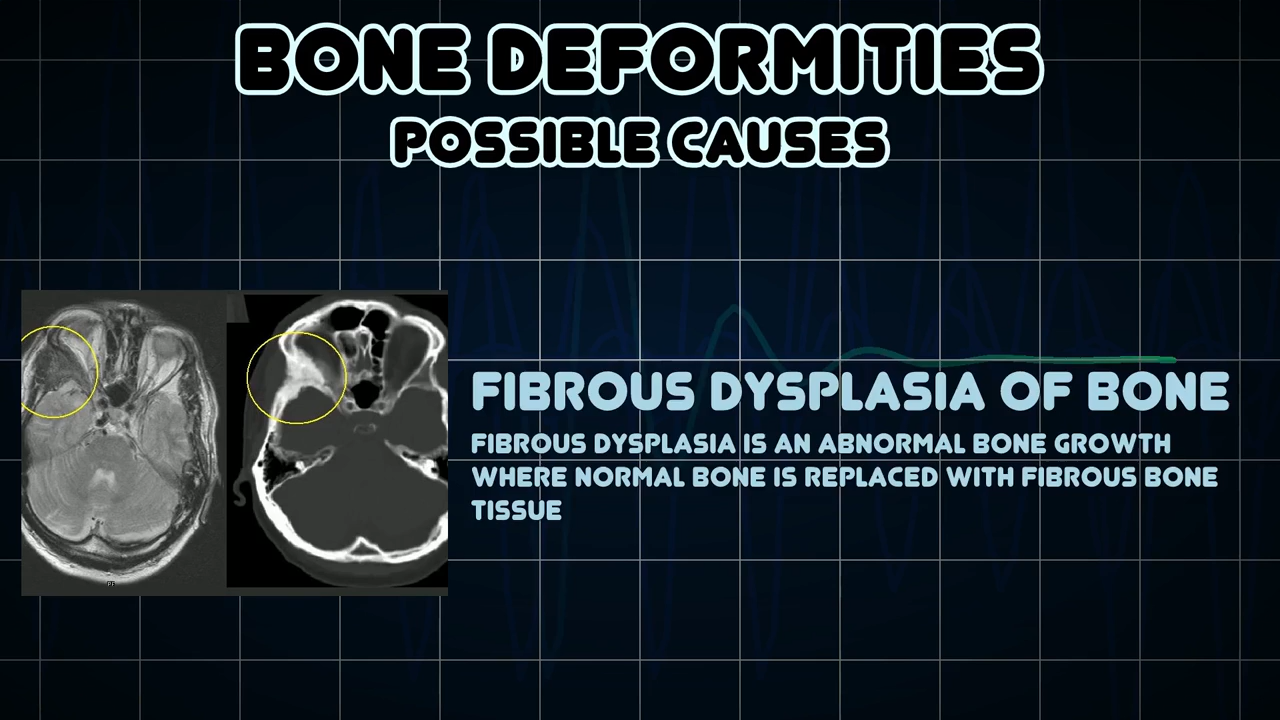 BONE DEFORMITIES
POSSIBLE CAUSES
FIBROUS DYSPLASIA OF BONE
FIBROUS DYSPLASIA IS AN ABNORMAL BONE GROWTH
WHERE NORMAL BONE IS REPLACED WITH FIBROUS BONE
TISSUE